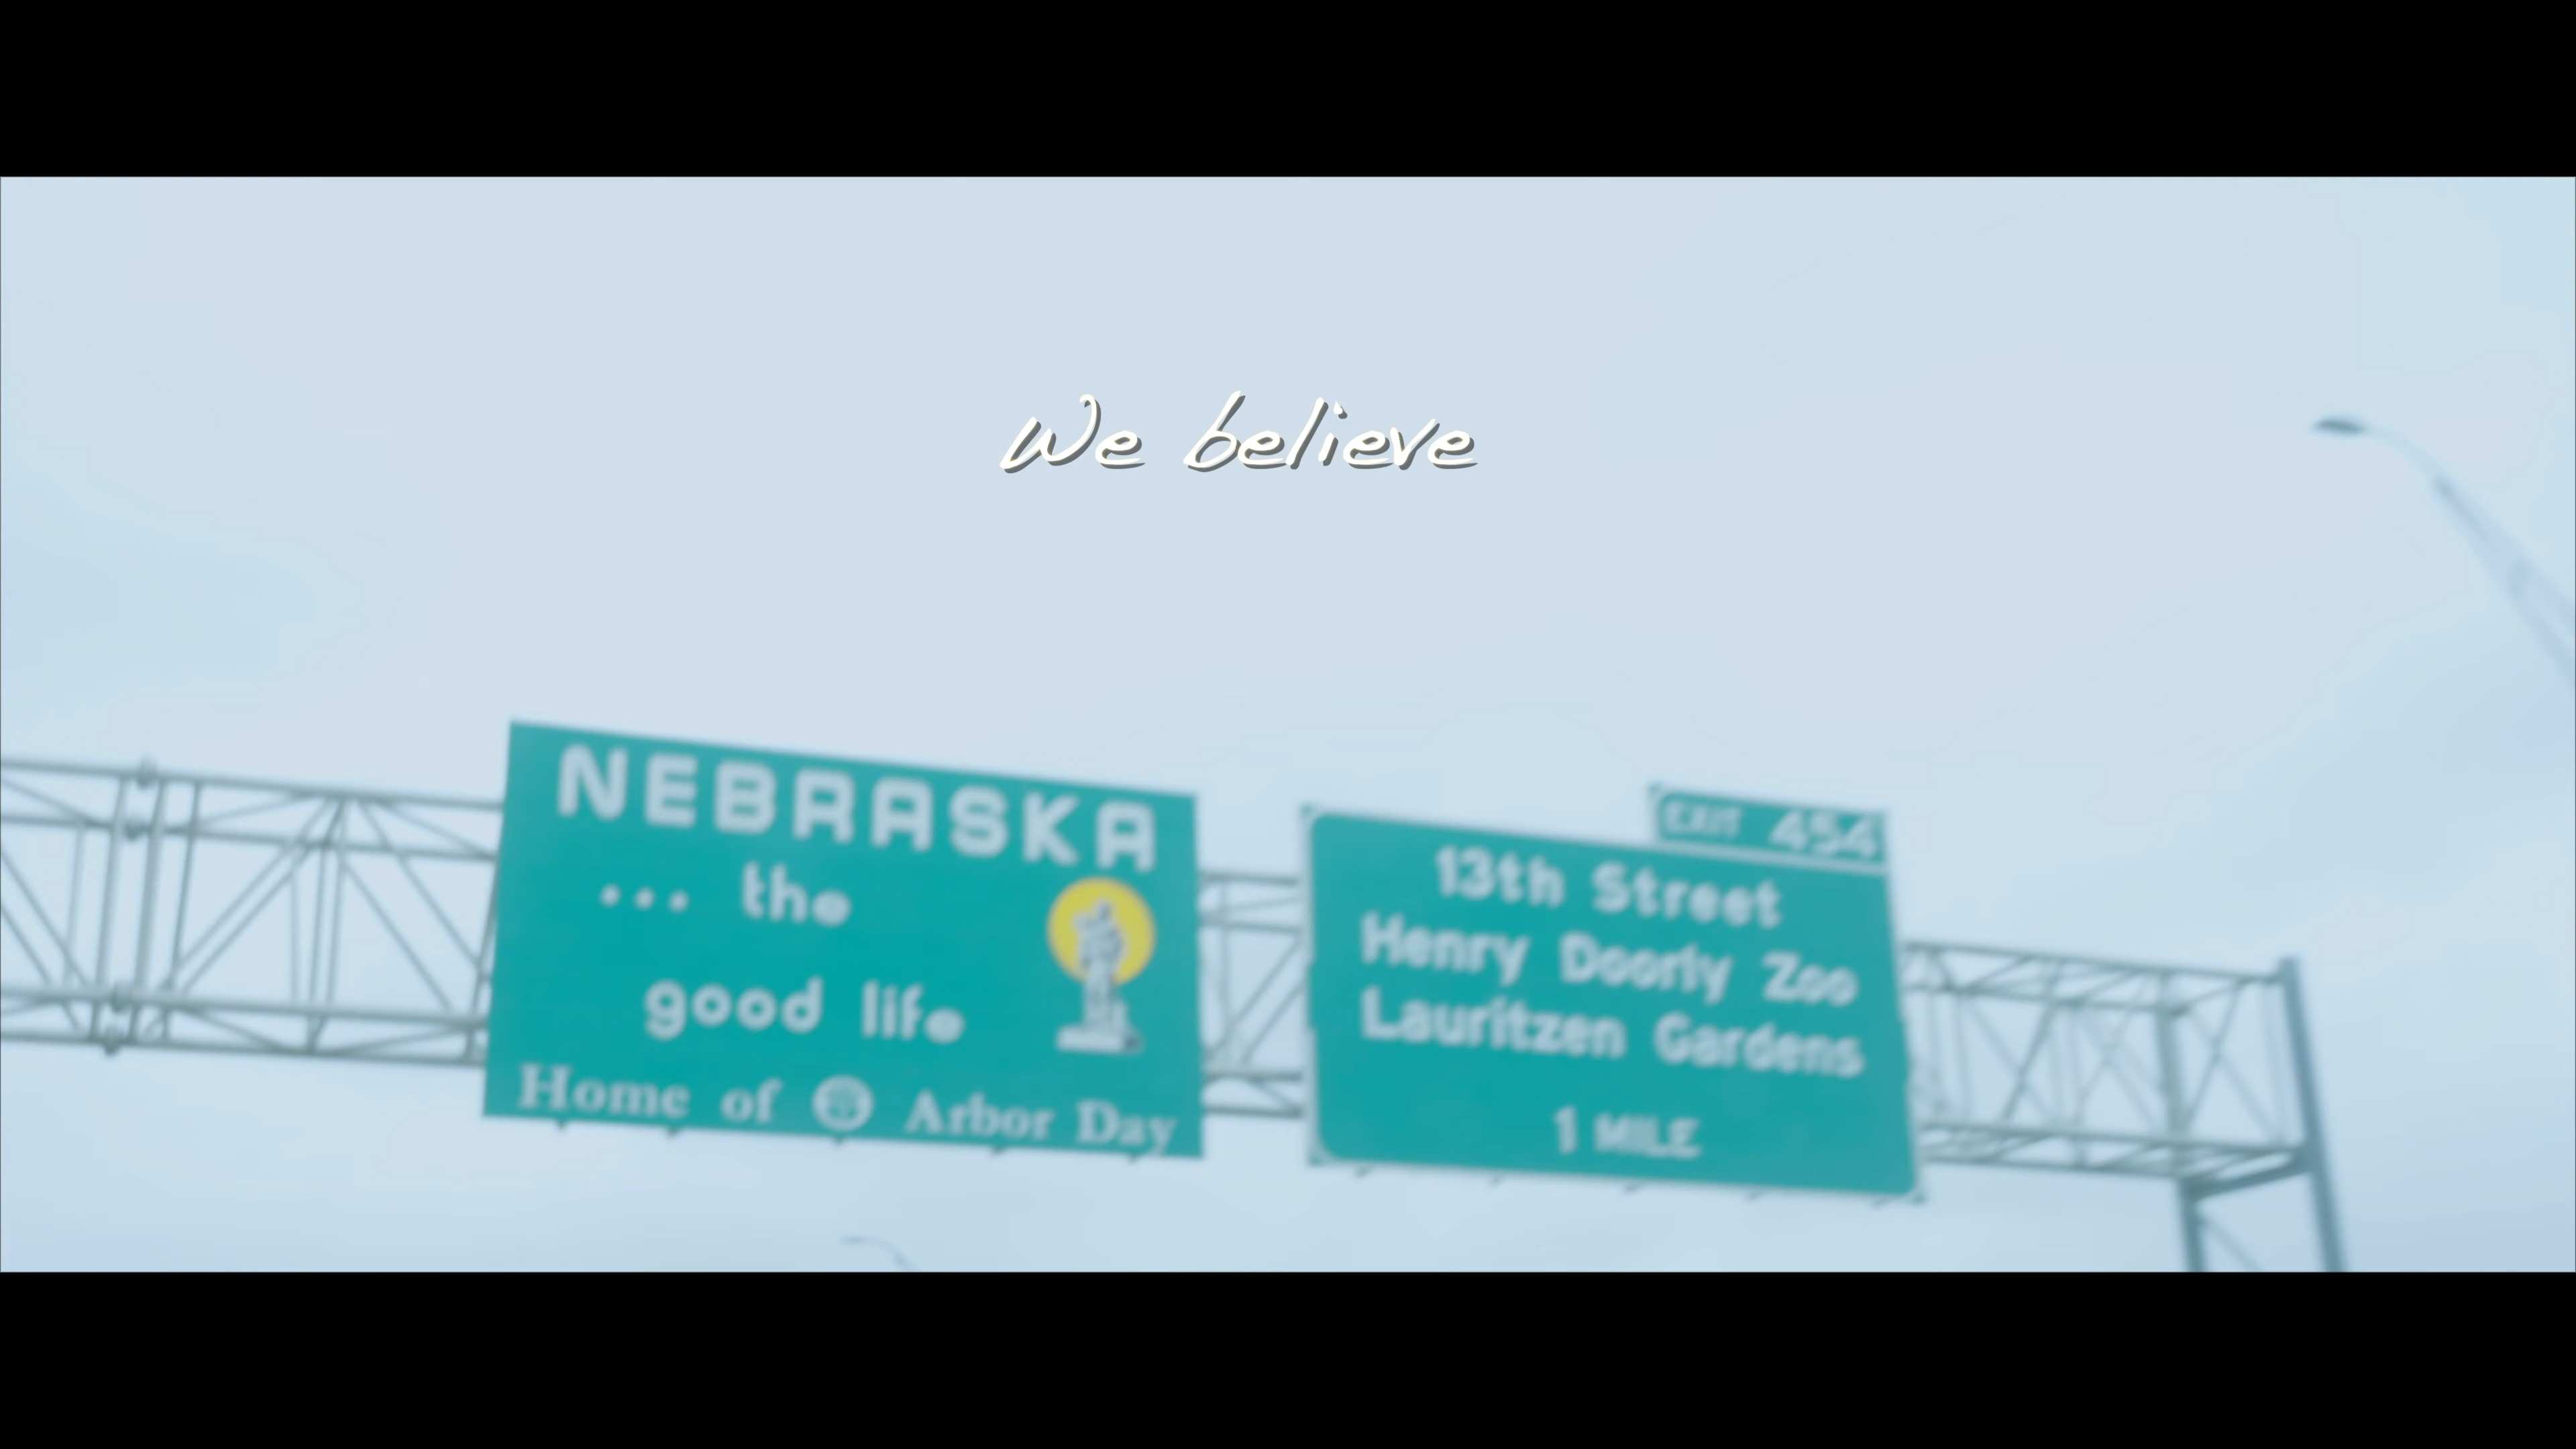 We believe
NEBRASKA
... the
good life
Home of Arbor Day
EXIT 454
13th Street
Henry Doorly Zoo
Lauritzen Gardens
1 MILE